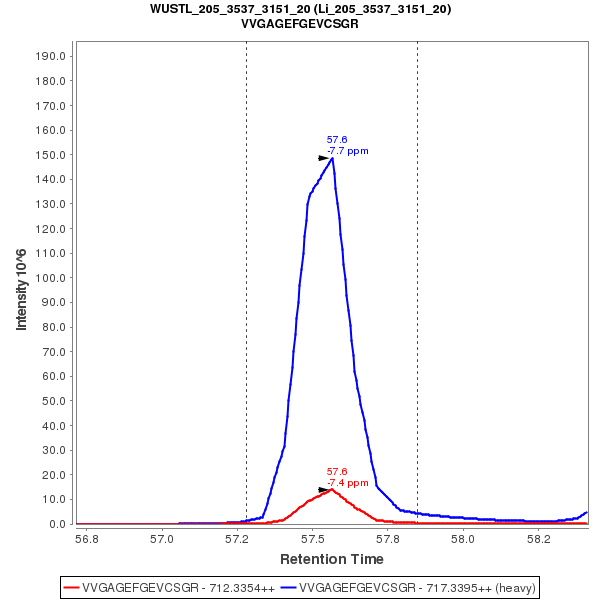 WUSTL_205_3537_3151_20 (Li_205_3537_3151_20)
VVGAGEFGEVCSGR
190.0
180.0
170.0
160.0
150.0
140.0
130.0
120.0
110.0
100.0
90.0
80.0
70.0
60.0
50.0
40.0
30.0
20.0
10.0
0.0
Intensity 10^6
57.6
-7.7 ppm
57.6
-7.4 ppm
56.8 57.0 57.2 57.5 57.8 58.0 58.2
Retention Time
VVGAGEFGEVCSGR - 712.3354++ VVGAGEFGEVCSGR - 717.3395++ (heavy)